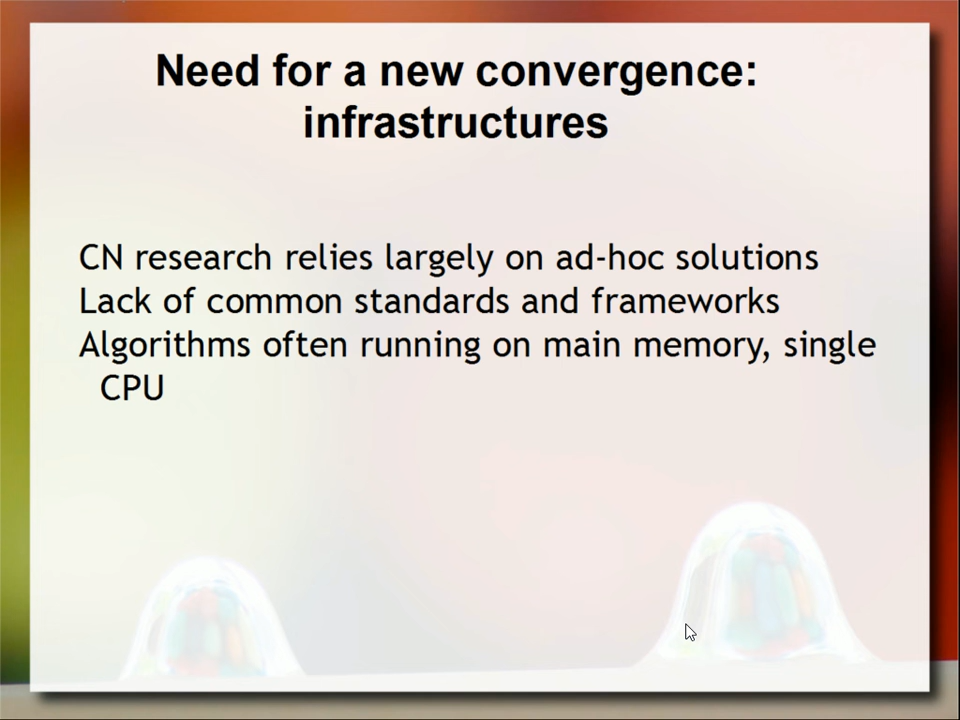 Need for a new convergence:
infrastructures
CN research relies largely on ad-hoc solutions
Lack of common standards and frameworks
Algorithms often running on main memory, single
CPU